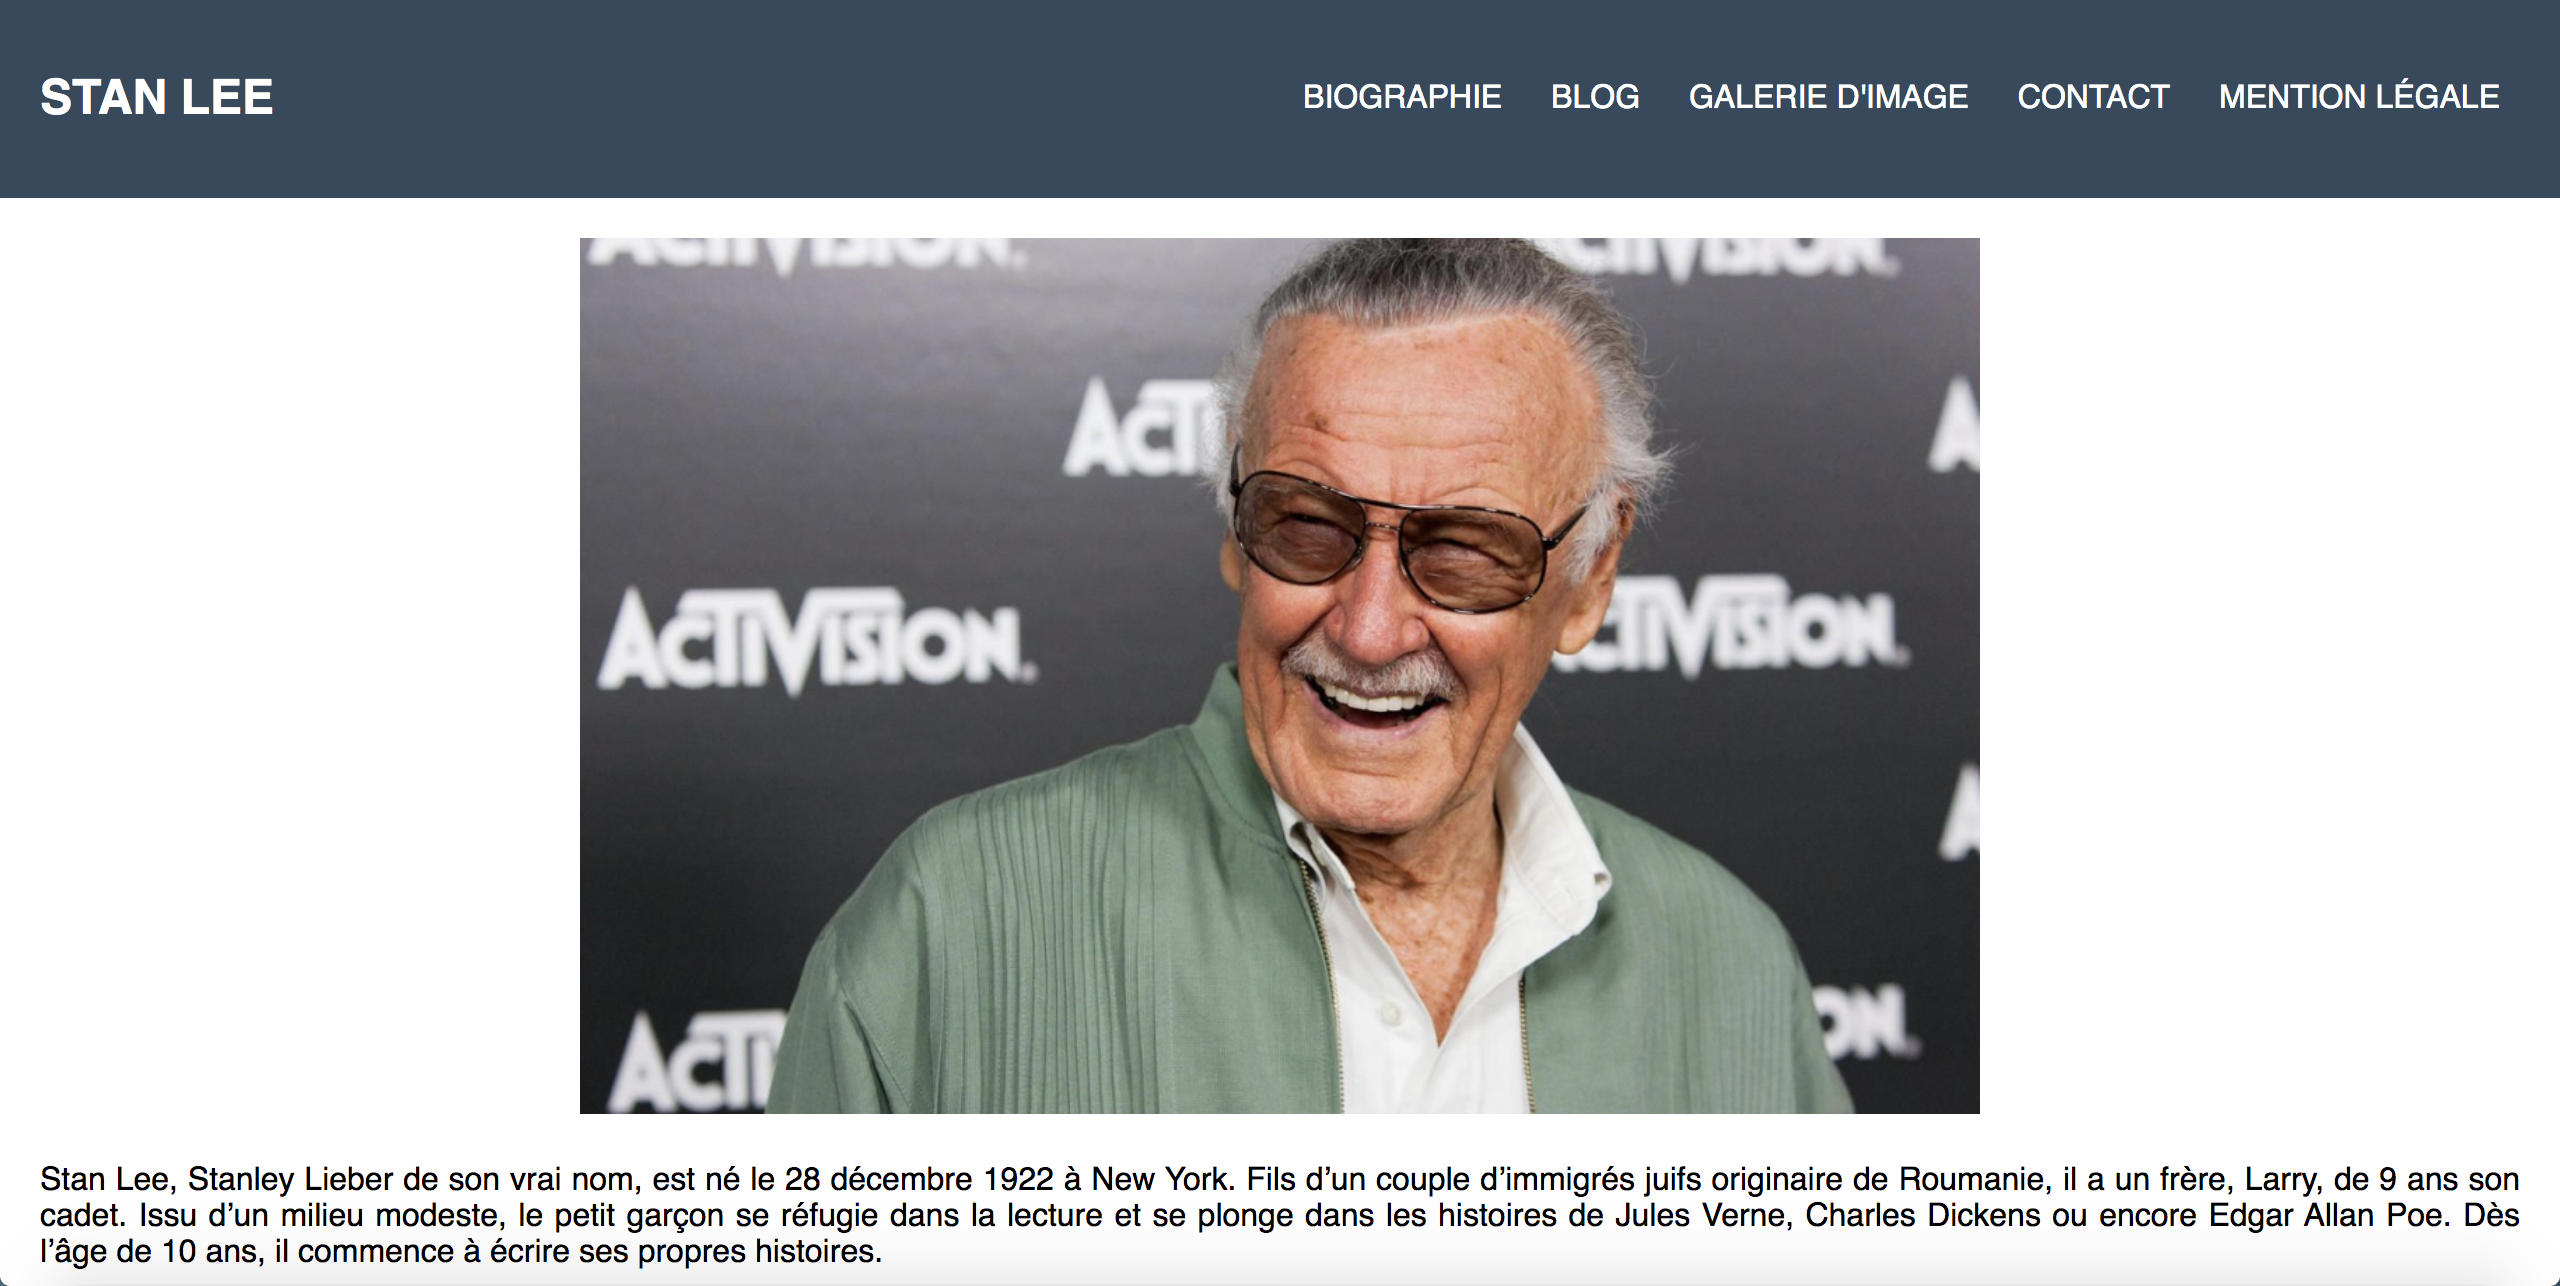 STAN LEE
BIOGRAPHIE BLOG GALERIE D'IMAGE CONTACT MENTION LÉGALE
ACTIVISION.
ACTIVISION.
ACTIVISION.
Stan Lee, Stanley Lieber de son vrai nom, est né le 28 décembre 1922 à New York. Fils d’un couple d’immigrés juifs originaire de Roumanie, il a un frère, Larry, de 9 ans son
cadet. Issu d’un milieu modeste, le petit garçon se réfugie dans la lecture et se plonge dans les histoires de Jules Verne, Charles Dickens ou encore Edgar Allan Poe. Dès
l’âge de 10 ans, il commence à écrire ses propres histoires.